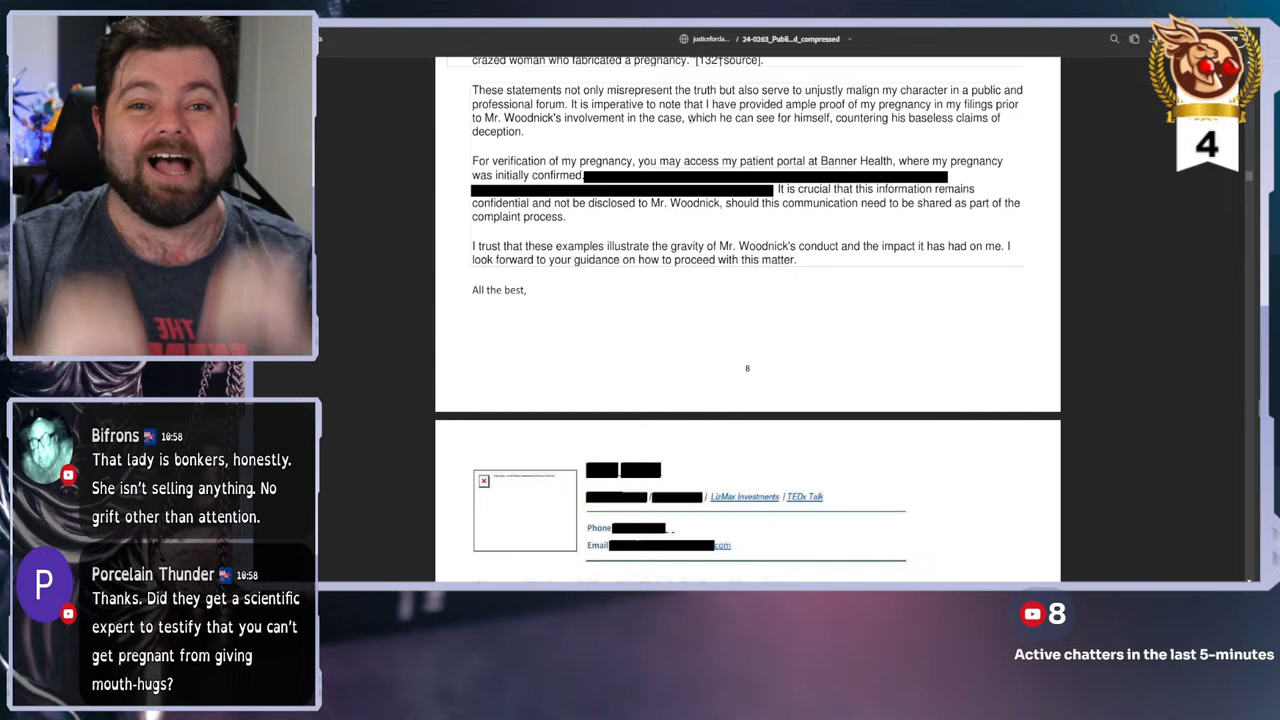 justiceforcla... / 24-0263_Publi...d_compressed
crazed woman who fabricated a pregnancy."[132†source].
These statements not only misrepresent the truth but also serve to unjustly malign my character in a public and
professional forum. It is imperative to note that I have provided ample proof of my pregnancy in my filings prior
to Mr. Woodnick's involvement in the case, which he can see for himself, countering his baseless claims of
deception.
For verification of my pregnancy, you may access my patient portal at Banner Health, where my pregnancy
was initially confirmed.
It is crucial that this information remains
confidential and not be disclosed to Mr. Woodnick, should this communication need to be shared as part of the
complaint process.
I trust that these examples illustrate the gravity of Mr. Woodnick's conduct and the impact it has had on me. I
look forward to your guidance on how to proceed with this matter.
All the best,
8
/ | LizMax Investments | TEDx Talk
Phone
Email com
4
THE
Bifrons 10:58
That lady is bonkers, honestly.
She isn't selling anything. No
grift other than attention.
P
Porcelain Thunder 10:58
Thanks. Did they get a scientific
expert to testify that you can't
get pregnant from giving
mouth-hugs?
8
Active chatters in the last 5-minutes